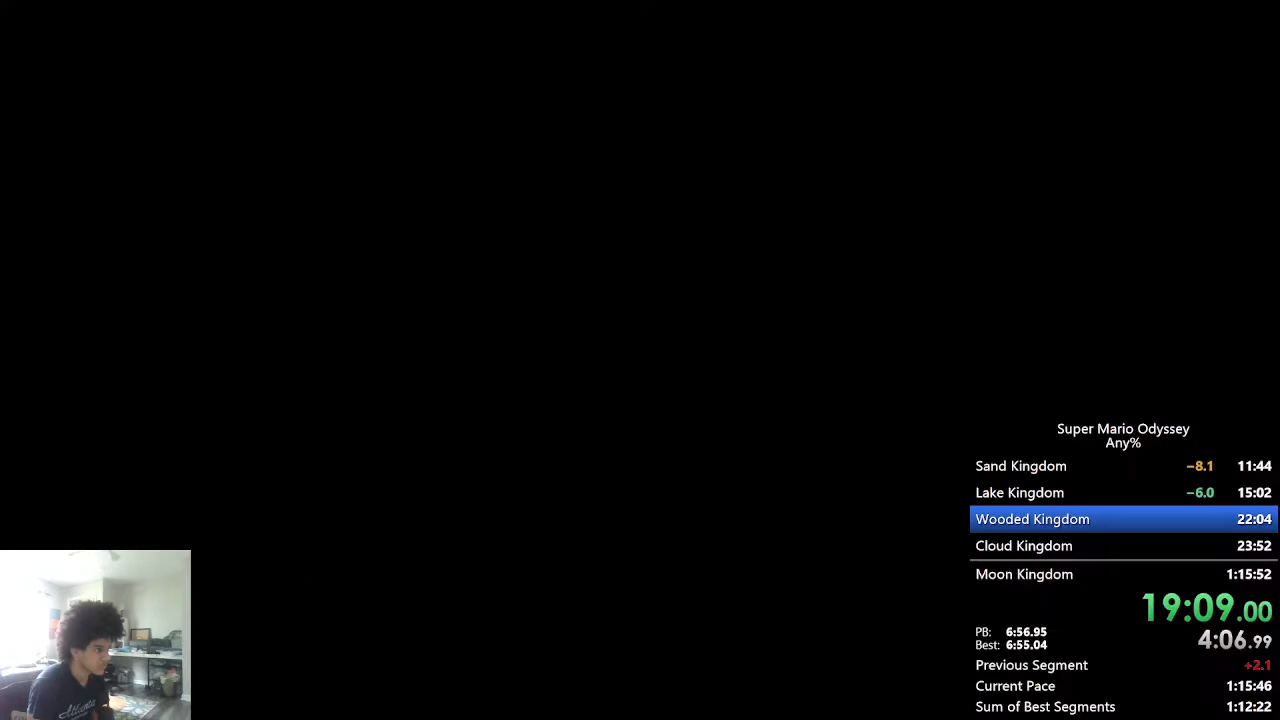 Super Mario Odyssey
Any%
Sand Kingdom −8.1 11:44
Lake Kingdom −6.0 15:02
Wooded Kingdom 22:04
Cloud Kingdom 23:52
Moon Kingdom 1:15:52
19:09.00
PB: 6:56.95
Best: 6:55.04
4:06.99
Previous Segment +2.1
Current Pace 1:15:46
Sum of Best Segments 1:12:22